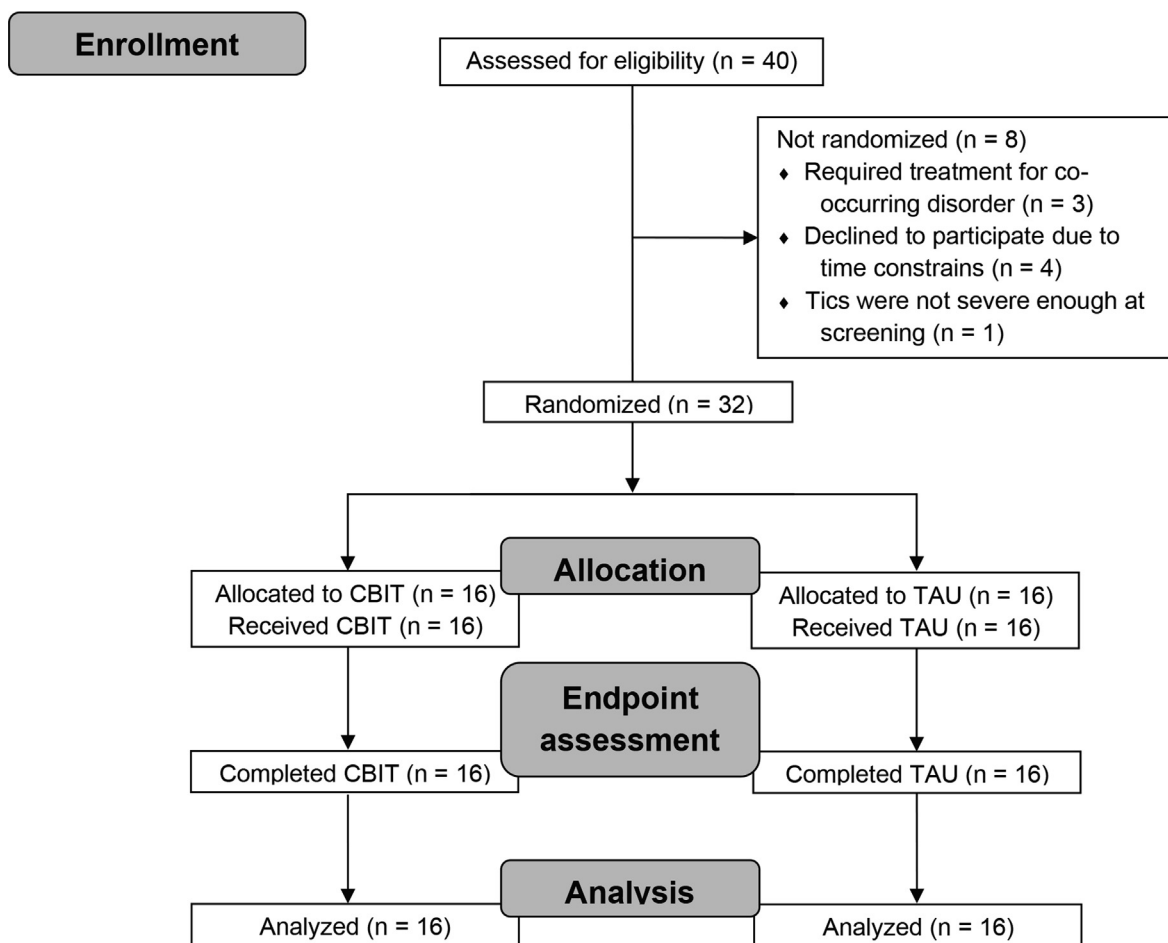 Enrollment
Assessed for eligibility (n = 40)
Not randomized (n = 8)
♦ Required treatment for co-
occurring disorder (n = 3)
♦ Declined to participate due to
time constrains (n = 4)
♦ Tics were not severe enough at
screening (n = 1)
Randomized (n = 32)
Allocation
Allocated to CBIT (n = 16)
Received CBIT (n = 16)
Allocated to TAU (n = 16)
Received TAU (n = 16)
Endpoint
assessment
Completed CBIT (n = 16)
Completed TAU (n = 16)
Analysis
Analyzed (n = 16)
Analyzed (n = 16)